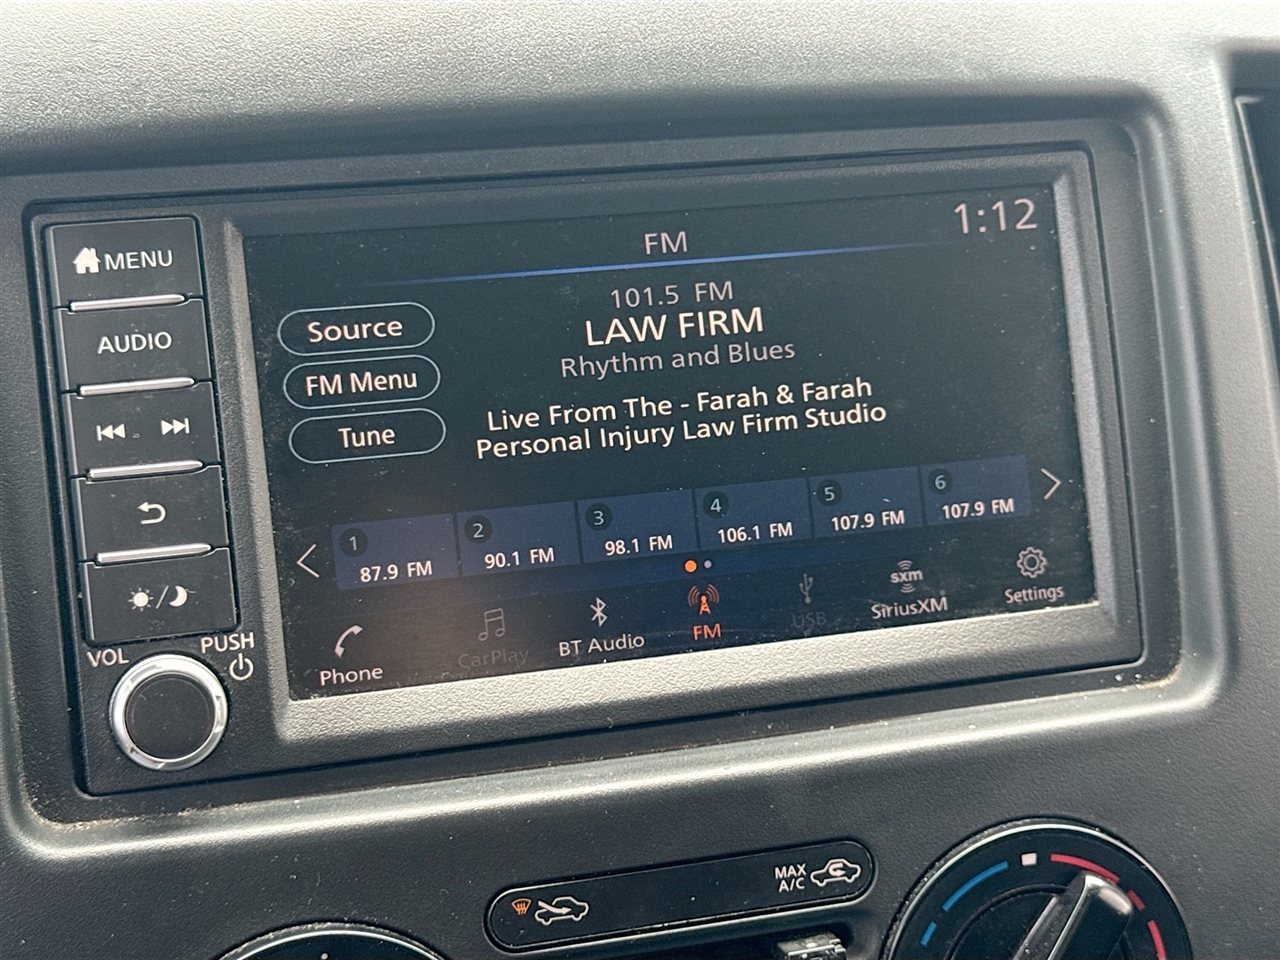 MENU
AUDIO
VOL
PUSH
FM
1:12
101.5 FM
LAW FIRM
Rhythm and Blues
Source
FM Menu
Tune
Live From The - Farah & Farah
Personal Injury Law Firm Studio
1
87.9 FM
2
90.1 FM
3
98.1 FM
4
106.1 FM
5
107.9 FM
6
107.9 FM
Phone
CarPlay
BT Audio
FM
USB
sxm
SiriusXM
Settings
MAX
A/C